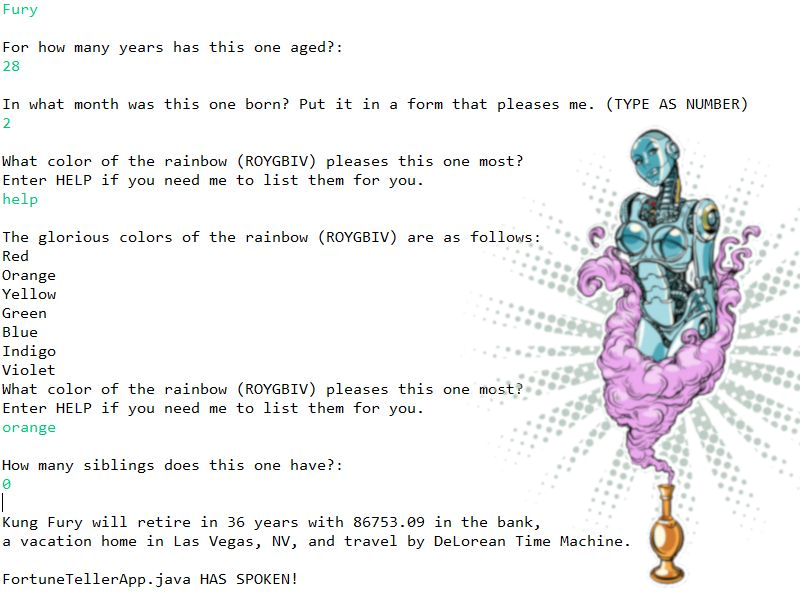 Fury
For how many years has this one aged?:
28
In what month was this one born? Put it in a form that pleases me. (TYPE AS NUMBER)
2
What color of the rainbow (ROYGBIV) pleases this one most?
Enter HELP if you need me to list them for you.
help
The glorious colors of the rainbow (ROYGBIV) are as follows:
Red
Orange
Yellow
Green
Blue
Indigo
Violet
What color of the rainbow (ROYGBIV) pleases this one most?
Enter HELP if you need me to list them for you.
orange
How many siblings does this one have?:
0
Kung Fury will retire in 36 years with 86753.09 in the bank,
a vacation home in Las Vegas, NV, and travel by DeLorean Time Machine.
FortuneTellerApp.java HAS SPOKEN!